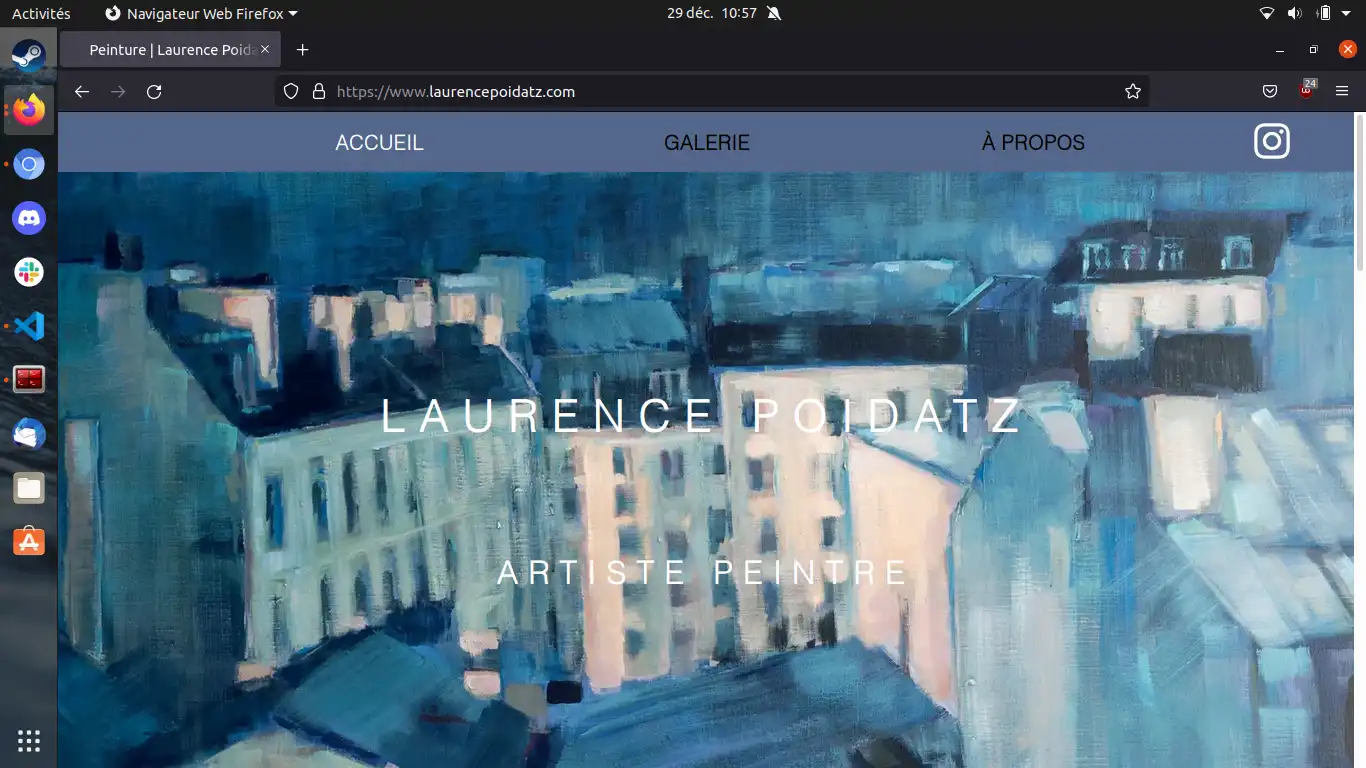 Activités Navigateur Web Firefox 29 déc. 10:57
Peinture | Laurence Poida
https://www.laurencepoidatz.com
24
ACCUEIL GALERIE À PROPOS
LAURENCE POIDATZ
ARTISTE PEINTRE